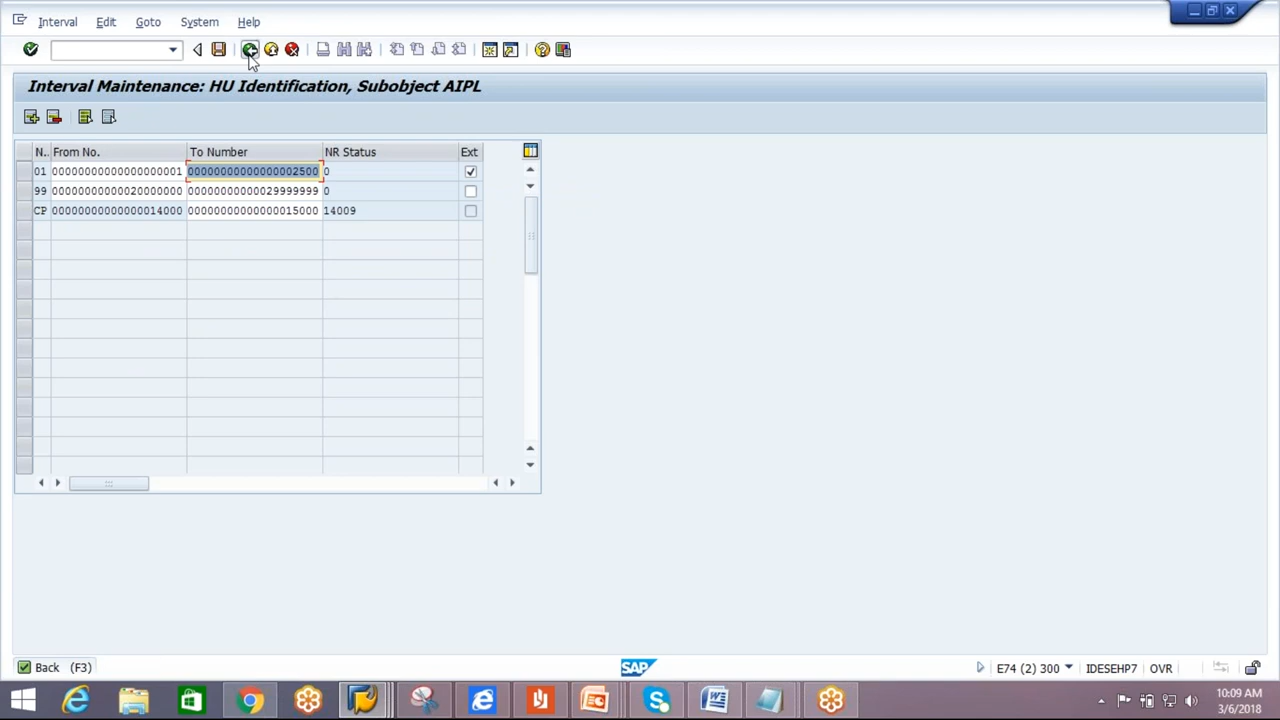 Interval Edit Goto System Help
Interval Maintenance: HU Identification, Subobject AIPL
N.. From No. To Number NR Status Ext
01 00000000000000000001 00000000000000002500 0
99 00000000000020000000 00000000000029999999 0
CP 00000000000000014000 00000000000000015000 14009
Back (F3) SAP E74 (2) 300 IDESEHP7 OVR
10:09 AM
3/6/2018